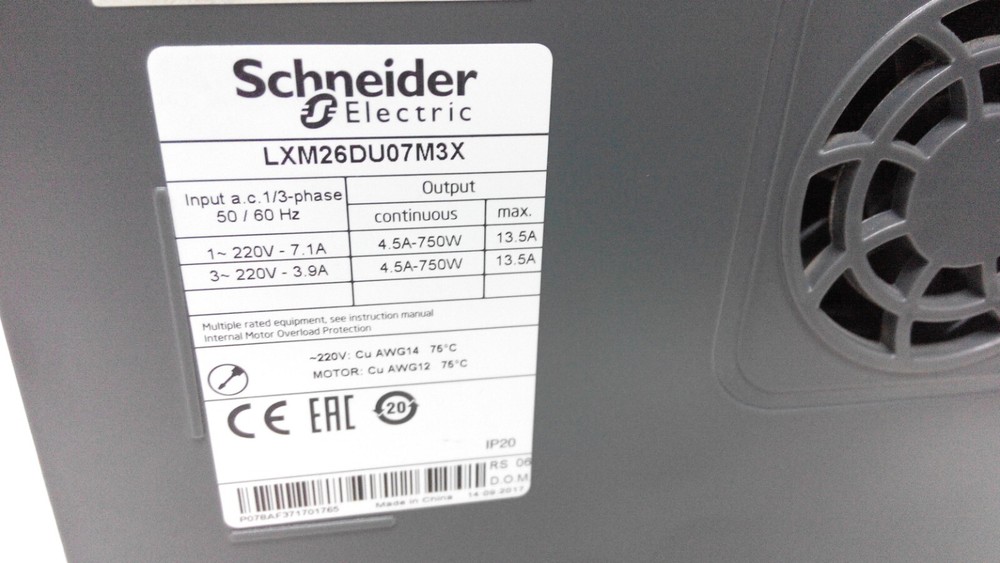 Schneider
Electric
LXM26DU07M3X
Input a.c.1/3-phase
50 / 60 Hz
Output
continuous
max.
1~ 220V - 7.1A
4.5A-750W
13.5A
3~ 220V - 3.9A
4.5A-750W
13.5A
Multiple rated equipment, see instruction manual
Internal Motor Overload Protection
~220V: Cu AWG14 75°C
MOTOR: Cu AWG12 75°C
CE EAC 20
IP20
RS 06
D.O.M
P078AF371701765
Made in China
14-09-2017